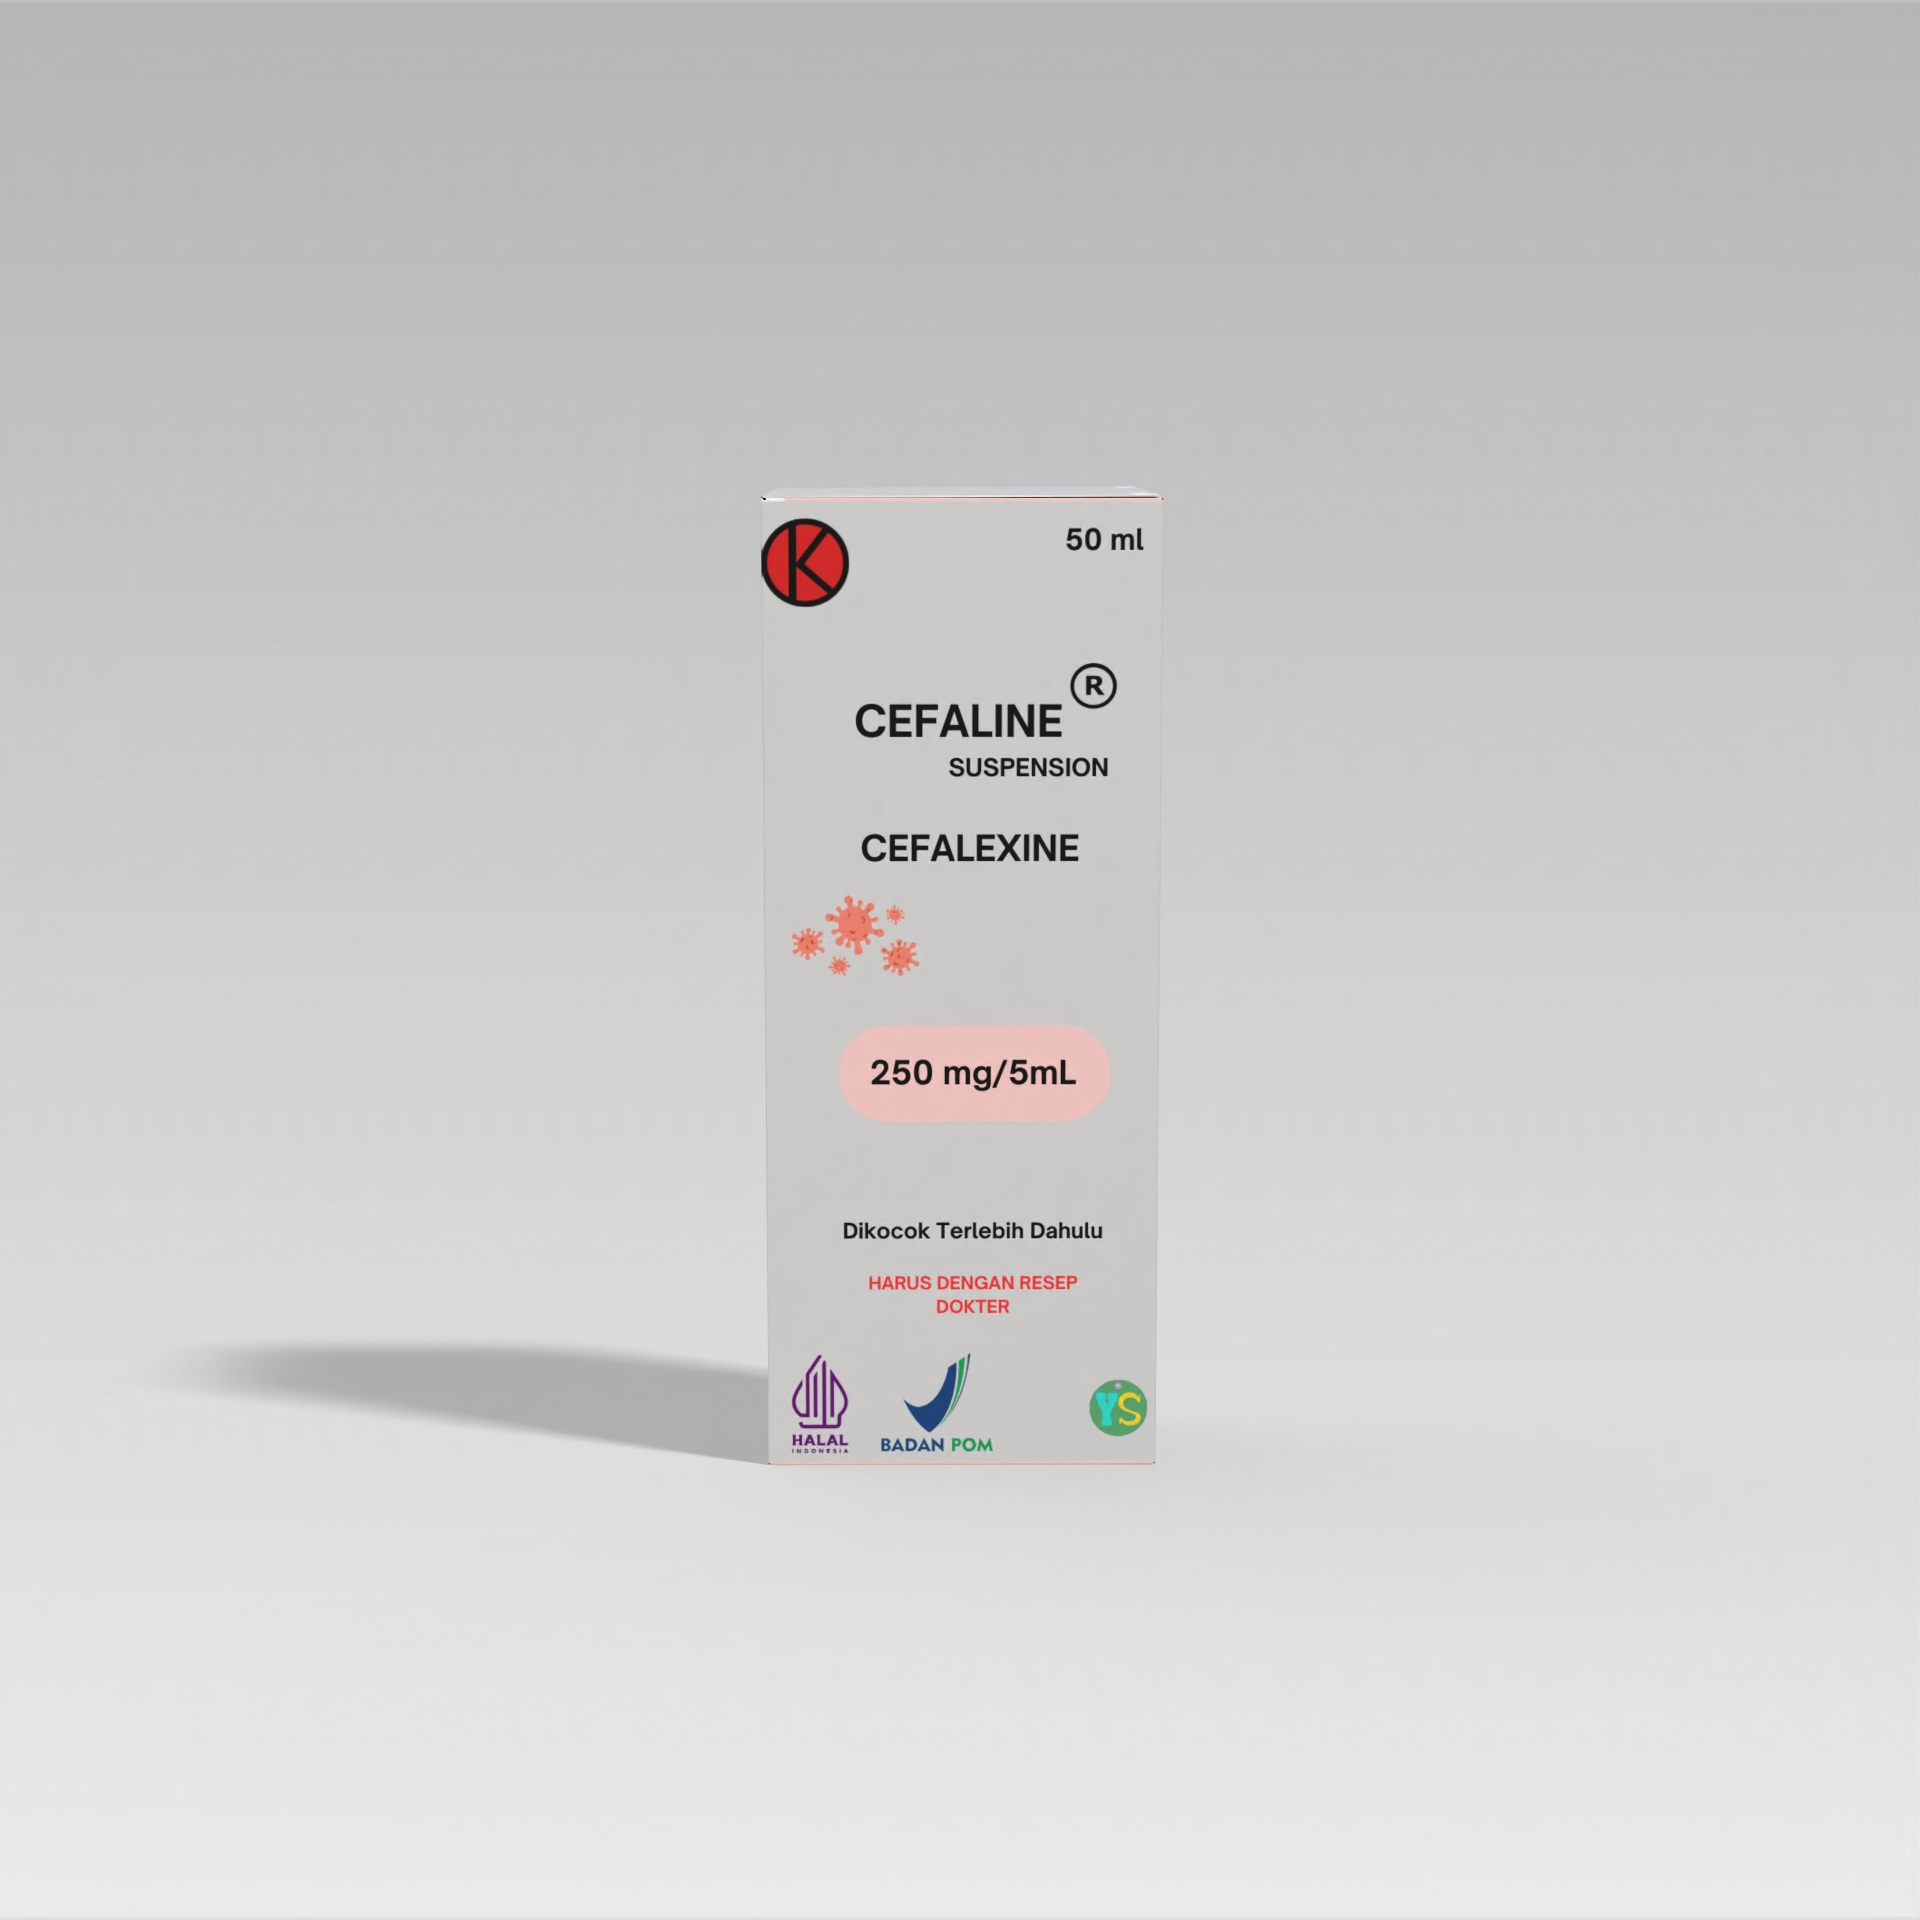 K
50 ml
CEFALINE ®
SUSPENSION
CEFALEXINE
250 mg/5mL
Dikocok Terlebih Dahulu
HARUS DENGAN RESEP
DOKTER
HALAL
INDONESIA
BADAN POM
YS